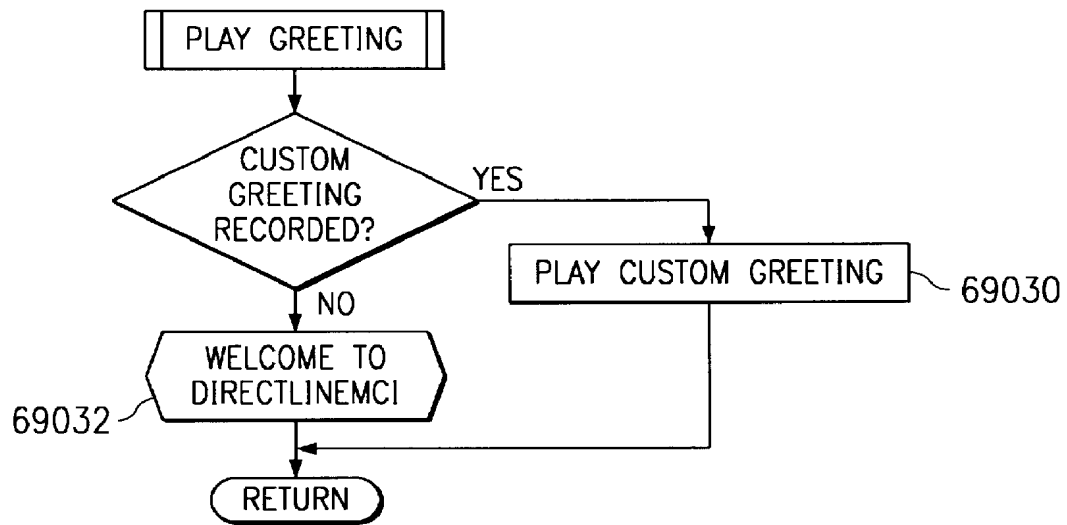 PLAY GREETING
CUSTOM
GREETING
RECORDED?
YES
PLAY CUSTOM GREETING
69030
NO
WELCOME TO
DIRECTLINEMCI
69032
RETURN